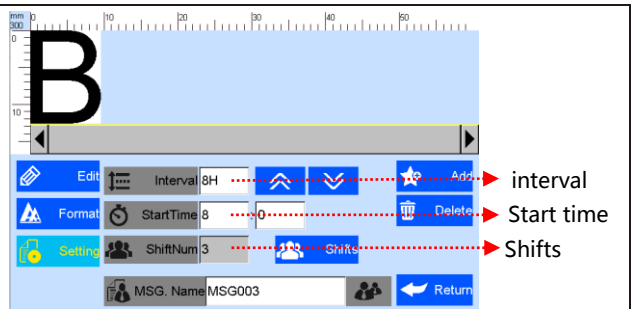 mm 0 10 20 30 40 50
300
0
B
10
Edit Interval 8H Add interval
Format StartTime 8 : 0 Delete Start time
Setting ShiftNum 3 Shifts Shifts
MSG. Name MSG003 Return